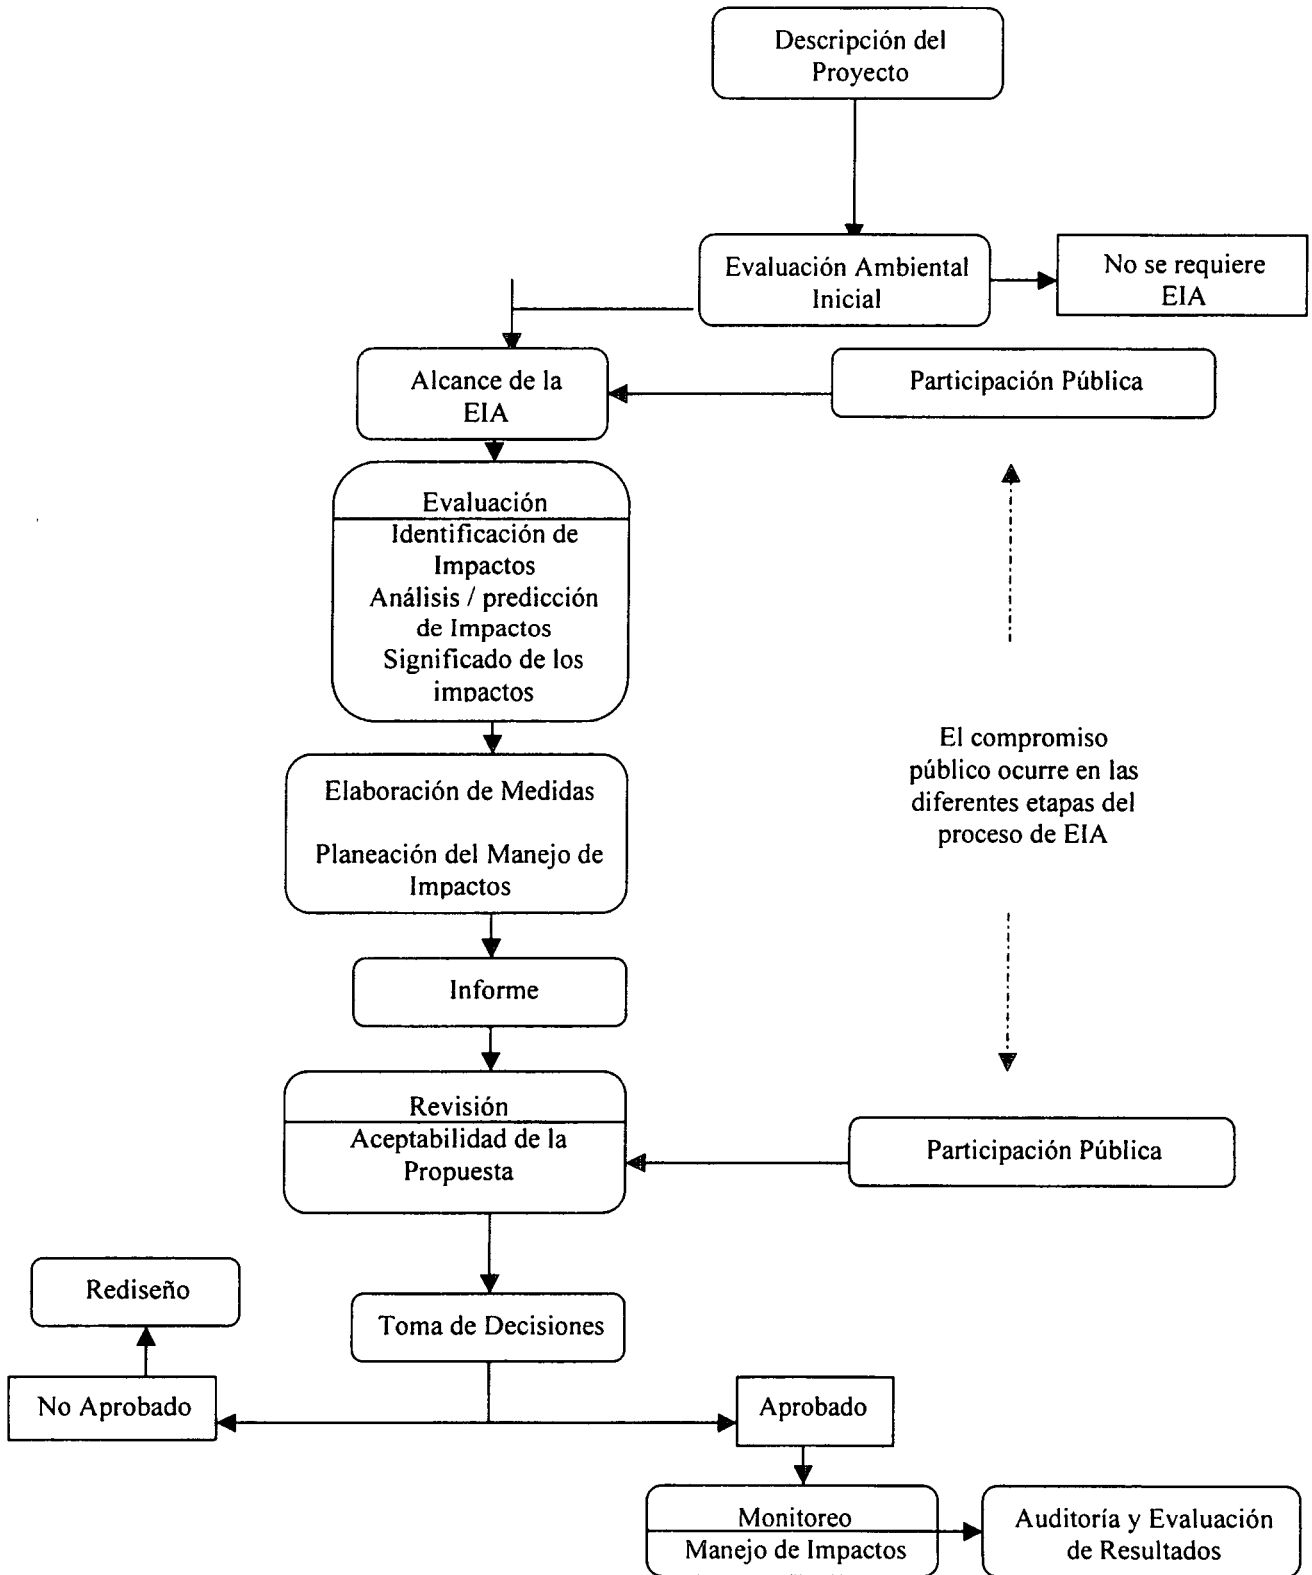 Descripción del
Proyecto
Evaluación Ambiental
Inicial
No se requiere
EIA
Alcance de la
EIA
Participación Pública
Evaluación
Identificación de
Impactos
Análisis / predicción
de Impactos
Significado de los
impactos
El compromiso
público ocurre en las
diferentes etapas del
proceso de EIA
Elaboración de Medidas
Planeación del Manejo de
Impactos
Informe
Revisión
Aceptabilidad de la
Propuesta
Participación Pública
Rediseño
Toma de Decisiones
No Aprobado
Aprobado
Monitoreo
Manejo de Impactos
Auditoría y Evaluación
de Resultados